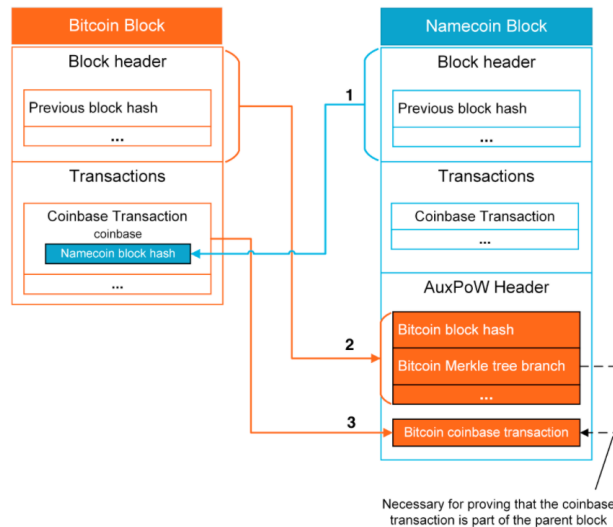 Bitcoin Block
Block header
Previous block hash
...
Transactions
Coinbase Transaction
coinbase
Namecoin block hash
...
1
2
3
Namecoin Block
Block header
Previous block hash
...
Transactions
Coinbase Transaction
...
AuxPoW Header
Bitcoin block hash
Bitcoin Merkle tree branch
...
Bitcoin coinbase transaction
Necessary for proving that the coinbase
transaction is part of the parent block